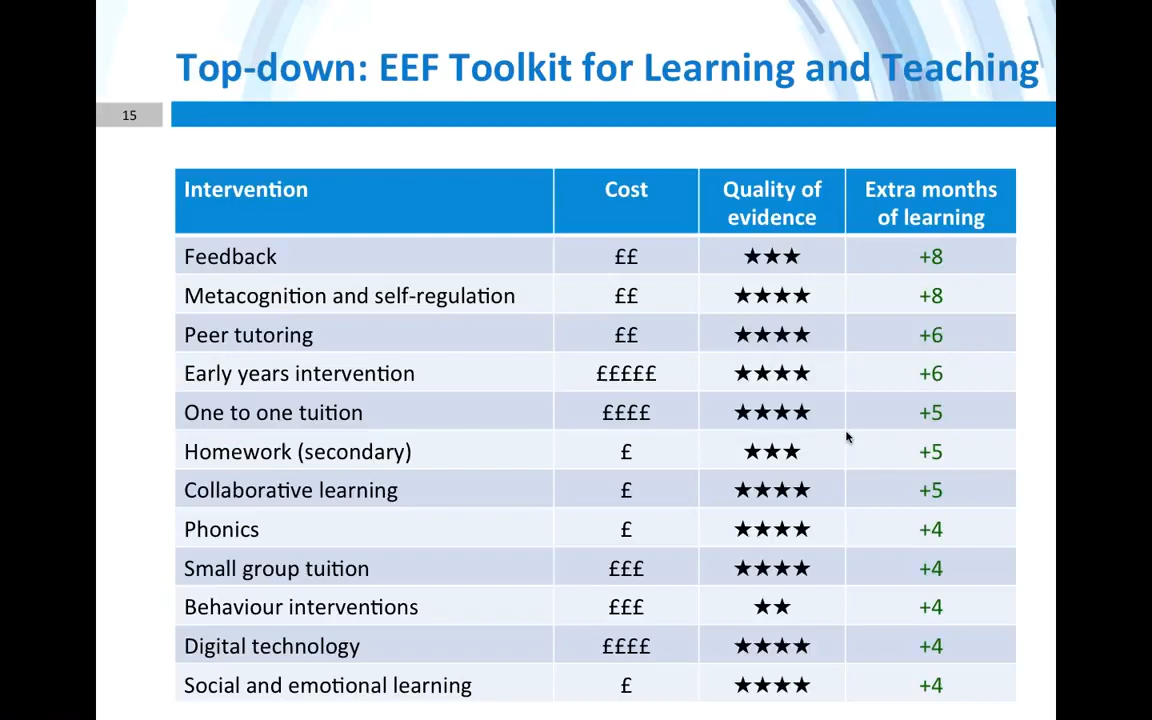 Top-down: EEF Toolkit for Learning and Teaching
15
Intervention Cost Quality of evidence Extra months of learning
Feedback ££ ★★★ +8
Metacognition and self-regulation ££ ★★★★ +8
Peer tutoring ££ ★★★★ +6
Early years intervention £££££ ★★★★ +6
One to one tuition ££££ ★★★★ +5
Homework (secondary) £ ★★★ +5
Collaborative learning £ ★★★★ +5
Phonics £ ★★★★ +4
Small group tuition £££ ★★★★ +4
Behaviour interventions £££ ★★ +4
Digital technology ££££ ★★★★ +4
Social and emotional learning £ ★★★★ +4